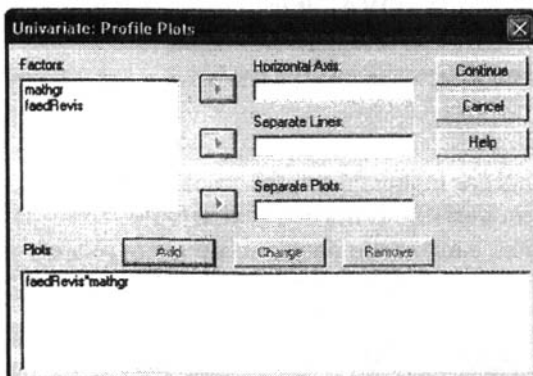 Univariate: Profile Plots
Factors:
mathgr
faedRevis
Horizontal Axis:
Separate Lines:
Separate Plots:
Continue
Cancel
Help
Plots:
Add
Change
Remove
faedRevis*mathgr